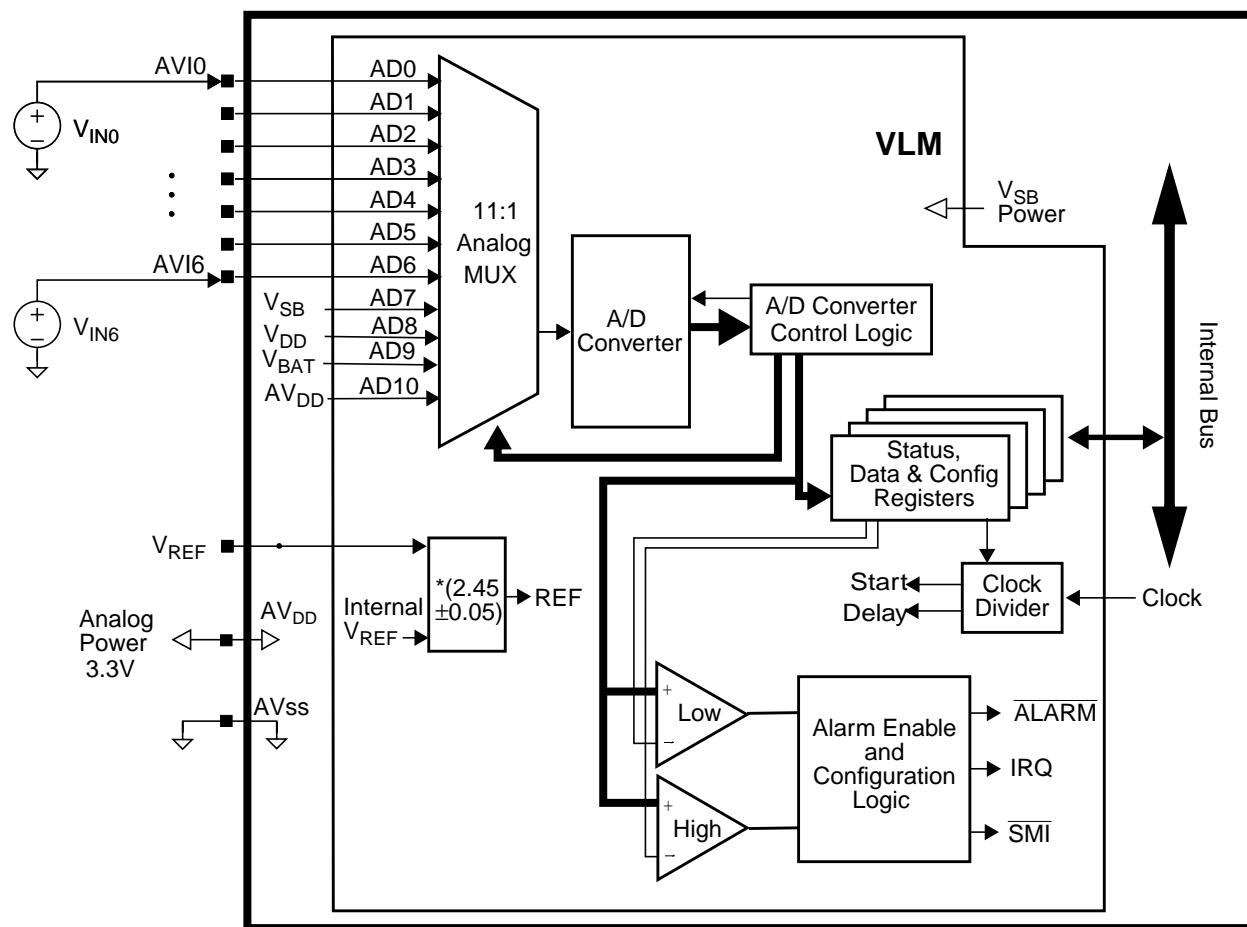 AVI0
AD0
AD1
V_IN0
AD2
VLM
AD3
AD4
11:1
Analog
MUX
V_SB
Power
AD5
AVI6
AD6
V_SB
AD7
V_IN6
V_DD
AD8
V_BAT
AD9
AV_DD
AD10
A/D
Converter
A/D Converter
Control Logic
Internal Bus
Status,
Data & Config
Registers
V_REF
*(2.45
±0.05)
REF
Internal
V_REF
Start
Delay
Clock
Divider
Clock
Analog
Power
3.3V
AV_DD
AVss
+
Low
−
+
High
−
Alarm Enable
and
Configuration
Logic
ALARM
IRQ
SMI